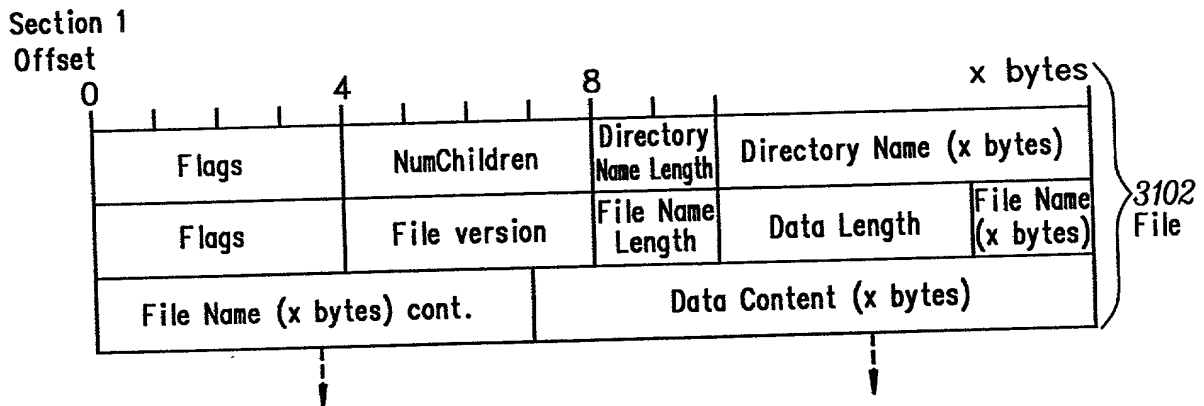 Section 1
Offset
0 4 8 x bytes
Flags NumChildren Directory Name Length Directory Name (x bytes)
Flags File version File Name Length Data Length File Name (x bytes)
File Name (x bytes) cont. Data Content (x bytes)
3102
File